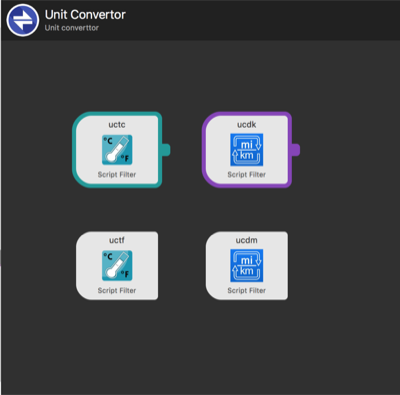 Unit Convertor
Unit converttor
uctc
°C
°F
Script Filter
ucdk
mi
km
Script Filter
uctf
°C
°F
Script Filter
ucdm
mi
km
Script Filter